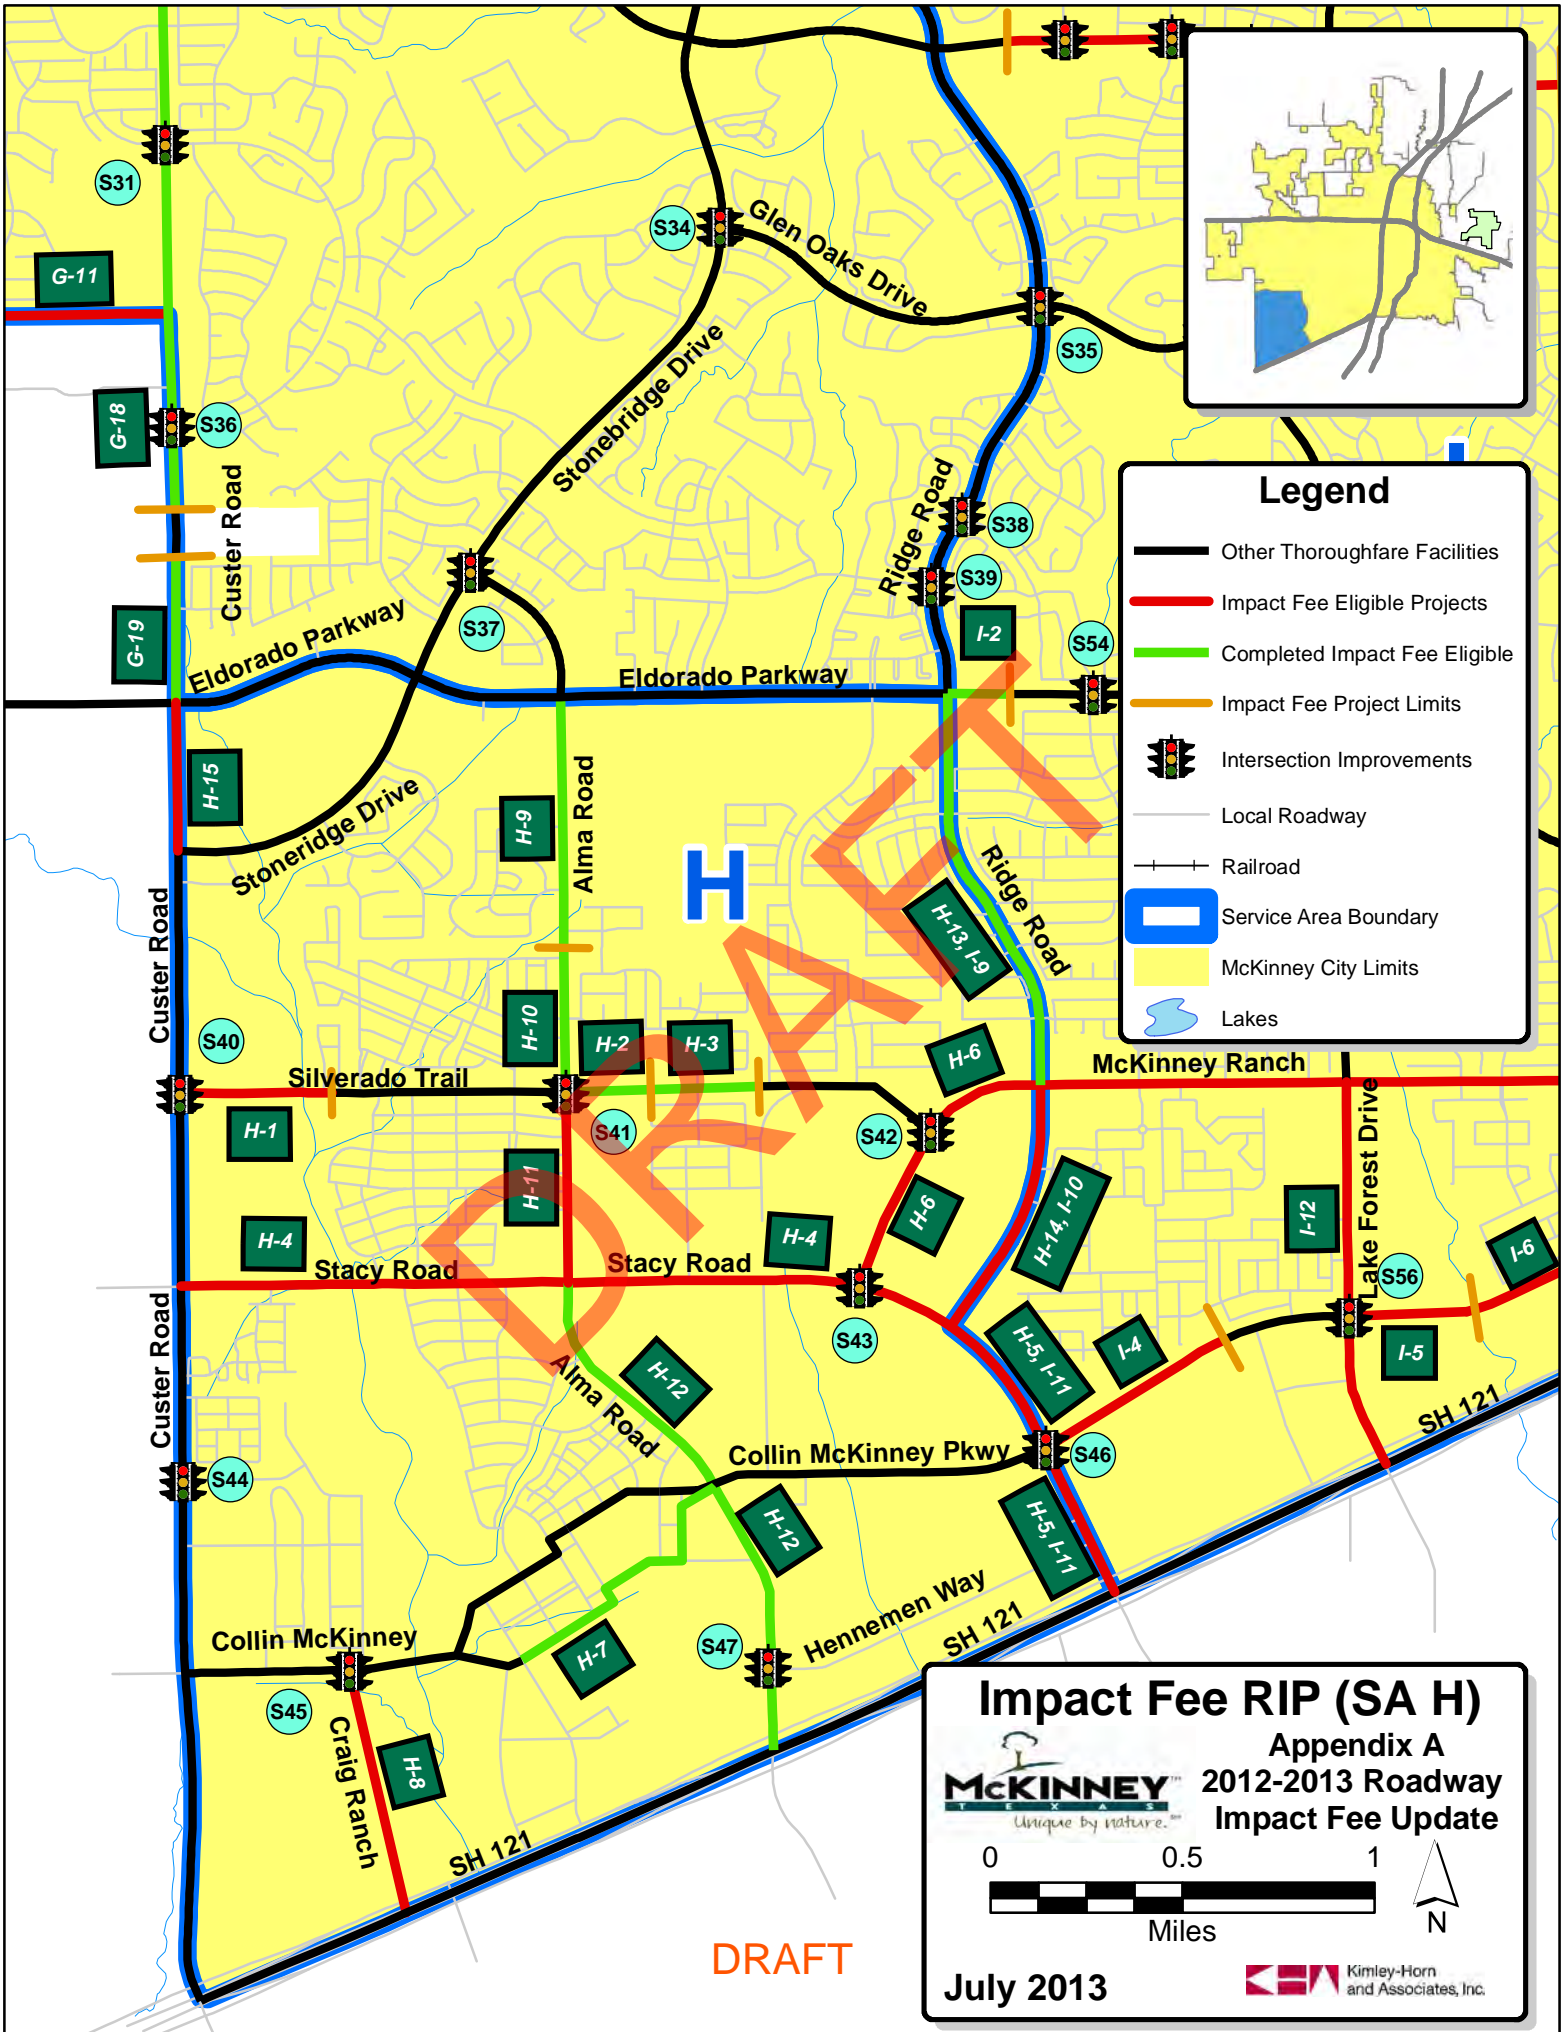 S31
S34
Glen Oaks Drive
G-11
S35
Stonebridge Drive
G-18
S36
Custer Road
Ridge Road
S38
S39
S37
I-2
S54
G-19
Eldorado Parkway
Eldorado Parkway
Legend
Other Thoroughfare Facilities
Impact Fee Eligible Projects
Completed Impact Fee Eligible
Impact Fee Project Limits
Intersection Improvements
Local Roadway
Railroad
Service Area Boundary
McKinney City Limits
Lakes
H-15
Stoneridge Drive
H-9
Alma Road
H
Ridge Road
H-13, I-9
Custer Road
S40
H-10
H-2
H-3
H-6
McKinney Ranch
Silverado Trail
H-1
S41
S42
H-11
H-6
H-14, I-10
Lake Forest Drive
I-12
H-4
H-4
Stacy Road
Stacy Road
I-6
S56
S43
H-5, I-11
I-4
I-5
Custer Road
Alma Road
H-12
SH 121
Collin McKinney Pkwy
S46
S44
H-12
H-5, I-11
Hennemen Way
SH 121
Collin McKinney
H-7
S47
S45
Craig Ranch
H-8
SH 121
DRAFT
Impact Fee RIP (SA H)
Appendix A
2012-2013 Roadway
Impact Fee Update
McKINNEY
TEXAS
Unique by nature.
0 0.5 1
Miles
N
July 2013
Kimley-Horn
and Associates, Inc.
DRAFT